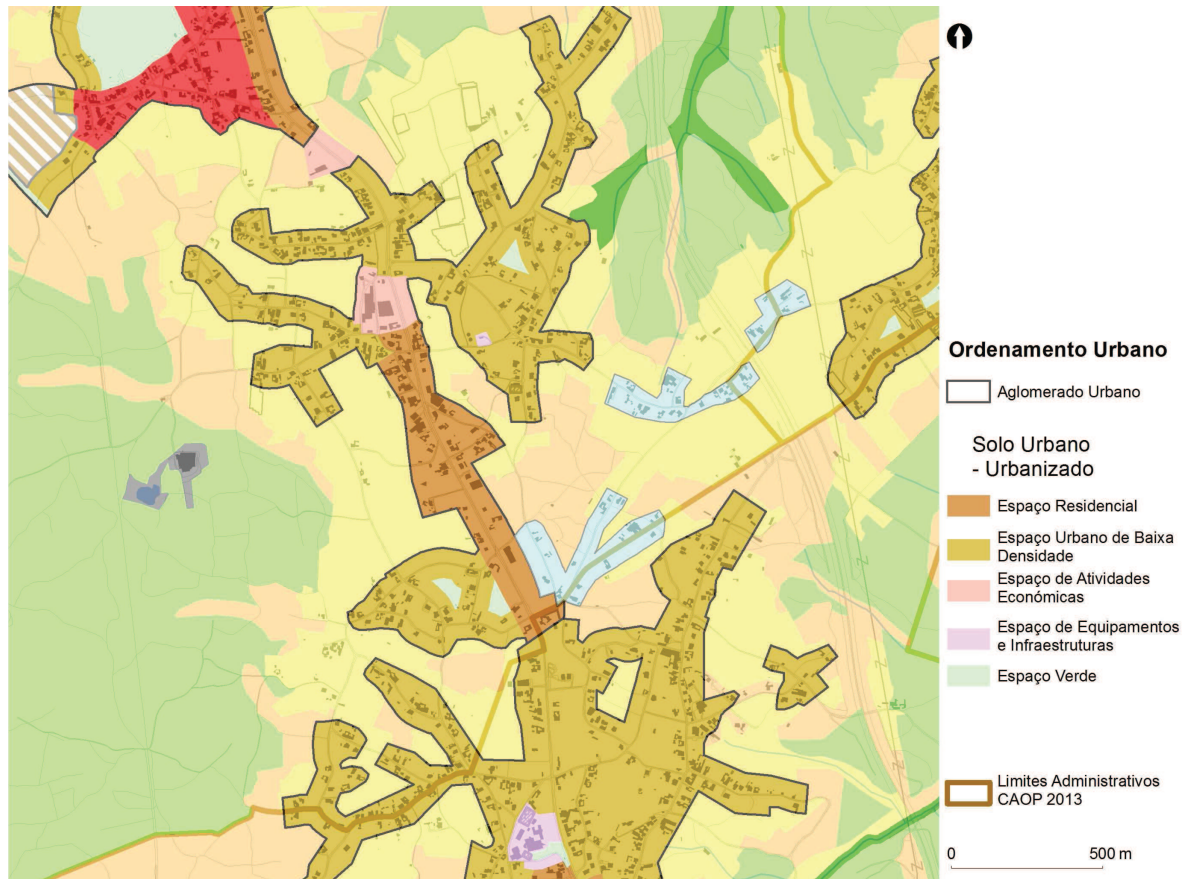 Ordenamento Urbano
Aglomerado Urbano
Solo Urbano
- Urbanizado
Espaço Residencial
Espaço Urbano de Baixa
Densidade
Espaço de Atividades
Económicas
Espaço de Equipamentos
e Infraestruturas
Espaço Verde
Limites Administrativos
CAOP 2013
0 500 m